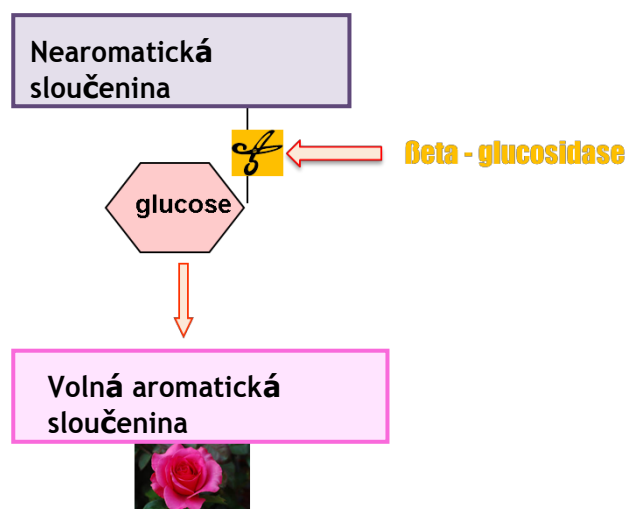 Nearomatická
sloučenina
ßeta - glucosidase
glucose
Volná aromatická
sloučenina